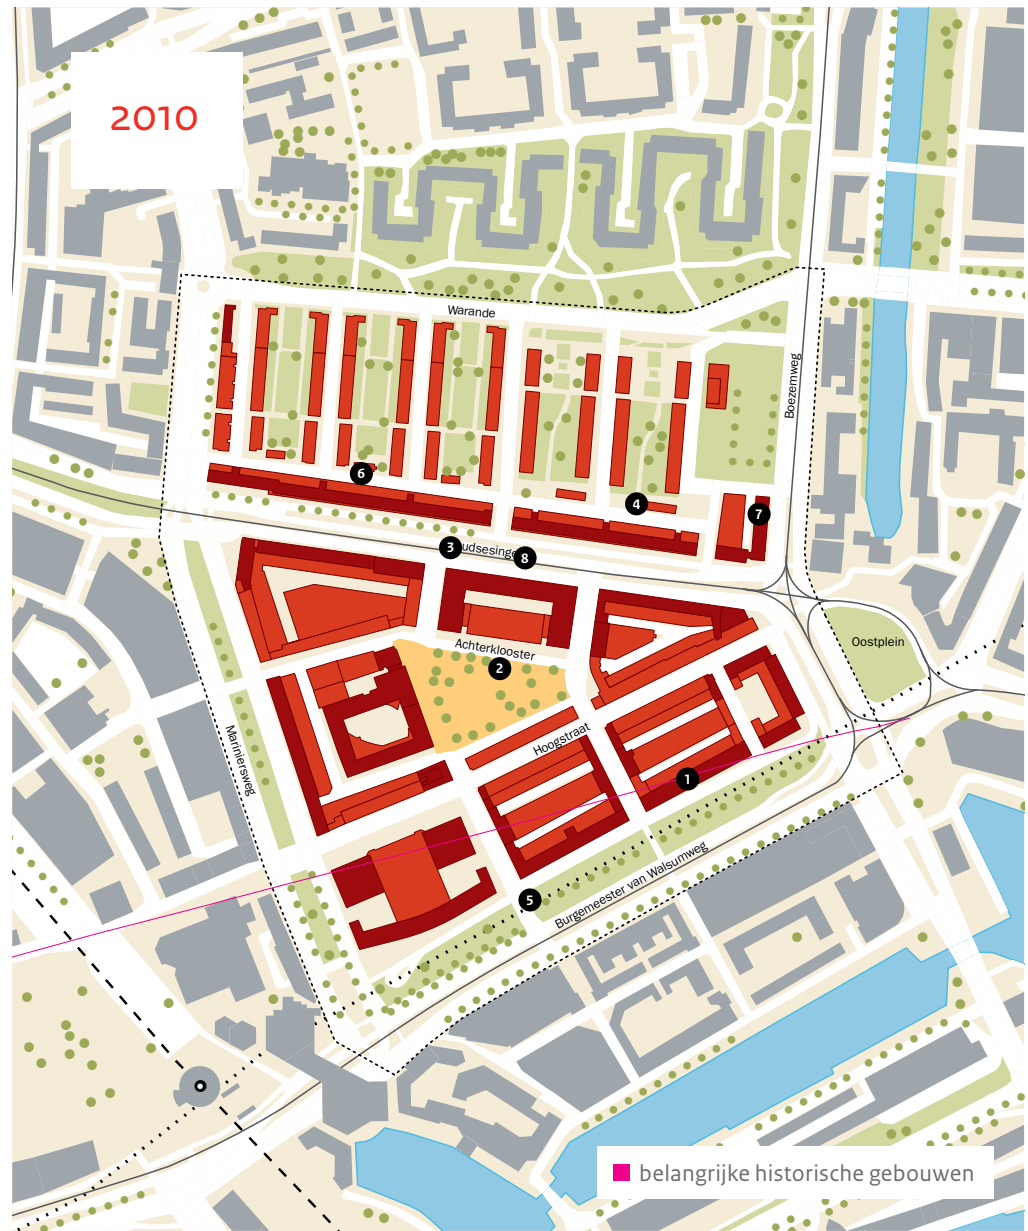 2010
Warande
Boezemweg
6
4
7
3
8
Achterklooster
2
Oostplein
Mariniersweg
Hoogstraat
1
5
Burgemeester van Walsumweg
belangrijke historische gebouwen